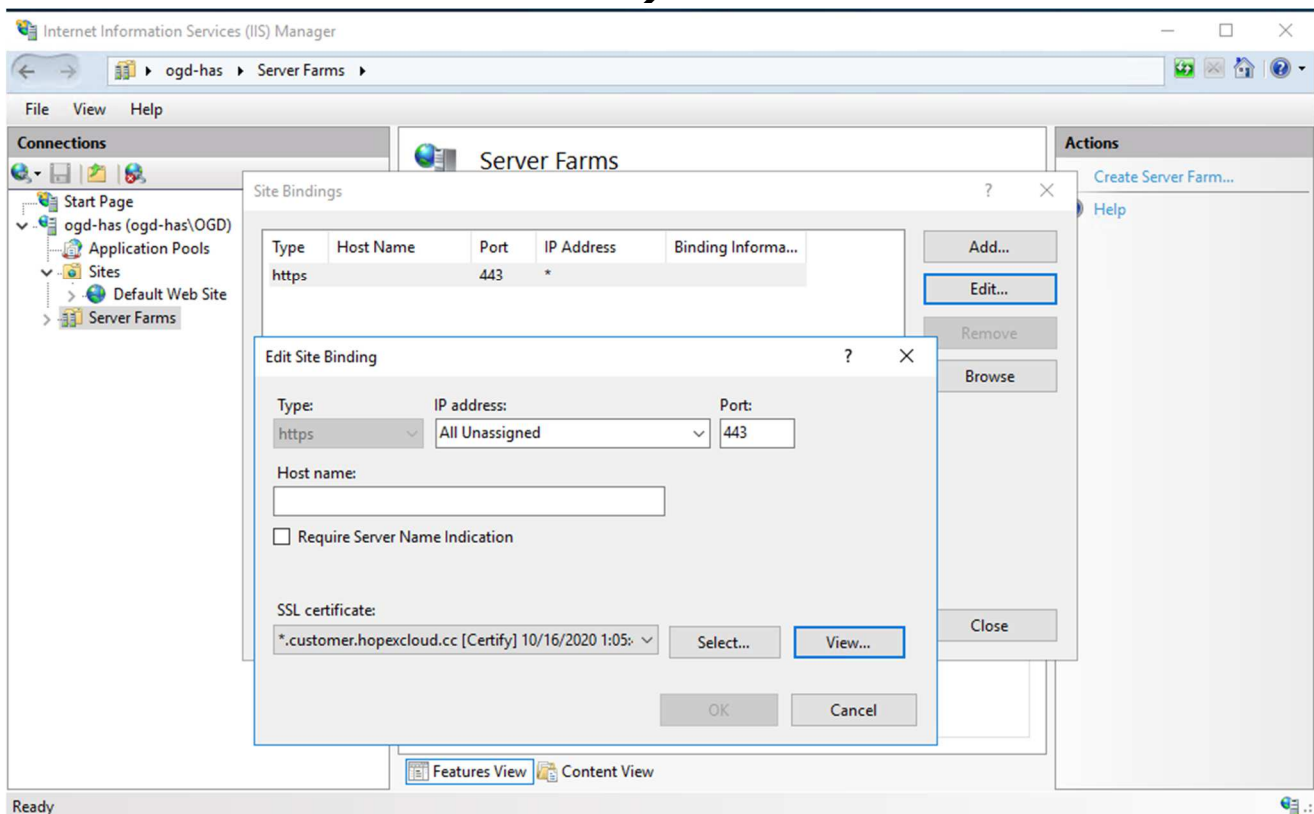 Internet Information Services (IIS) Manager
ogd-has Server Farms
File View Help
Connections
Start Page
ogd-has (ogd-has\OGD)
Application Pools
Sites
Default Web Site
Server Farms
Server Farms
Actions
Create Server Farm...
Help
Site Bindings
Type Host Name Port IP Address Binding Informa...
https 443 *
Add...
Edit...
Remove
Browse
Close
Edit Site Binding
Type: IP address: Port:
https All Unassigned 443
Host name:
Require Server Name Indication
SSL certificate:
*.customer.hopexcloud.cc [Certify] 10/16/2020 1:05: Select... View...
OK Cancel
Features View Content View
Ready